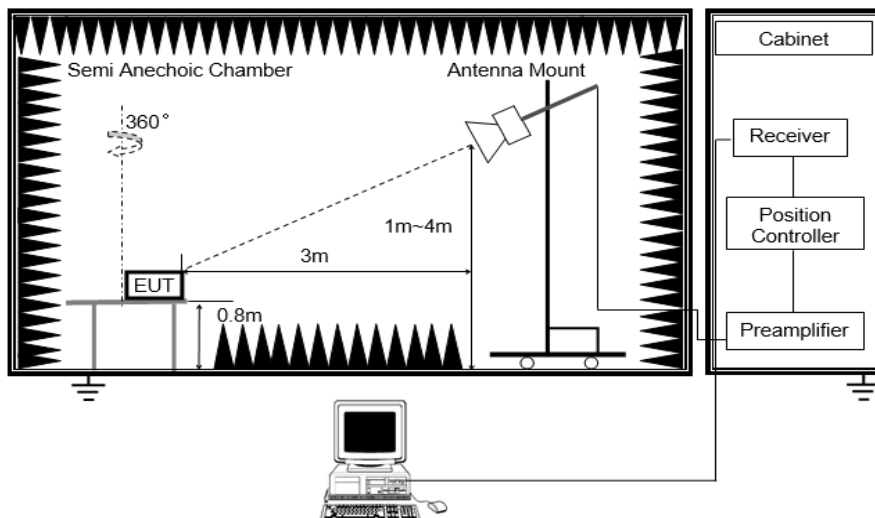 Semi Anechoic Chamber
Antenna Mount
Cabinet
360°
Receiver
1m~4m
Position
Controller
3m
EUT
0.8m
Preamplifier